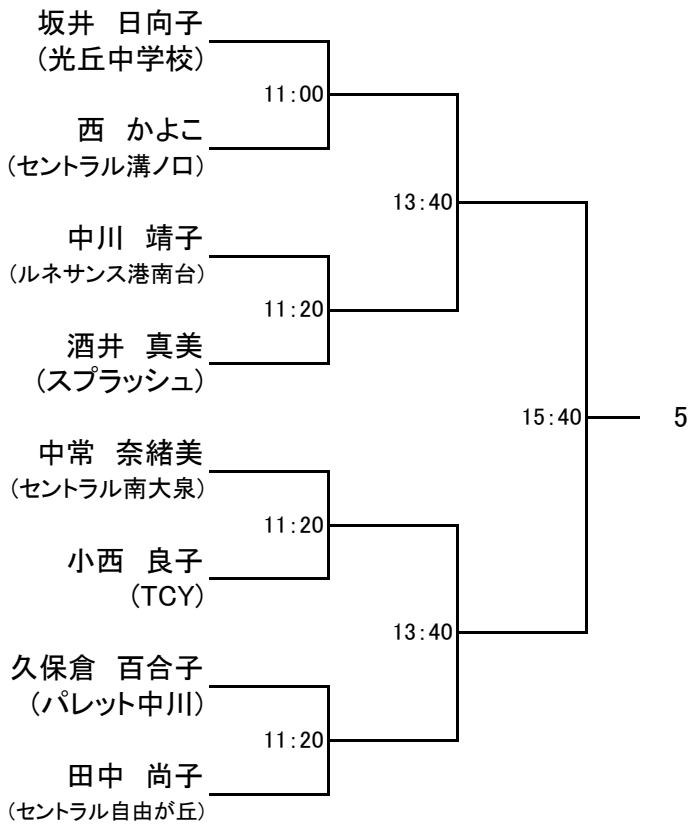 坂井　日向子
(光丘中学校)
11:00
西　かよこ
(セントラル溝ノ口)
13:40
中川　靖子
(ルネサンス港南台)
11:20
酒井　真美
(スプラッシュ)
15:40
5
中常　奈緒美
(セントラル南大泉)
11:20
小西　良子
(TCY)
13:40
久保倉　百合子
(パレット中川)
11:20
田中　尚子
(セントラル自由が丘)